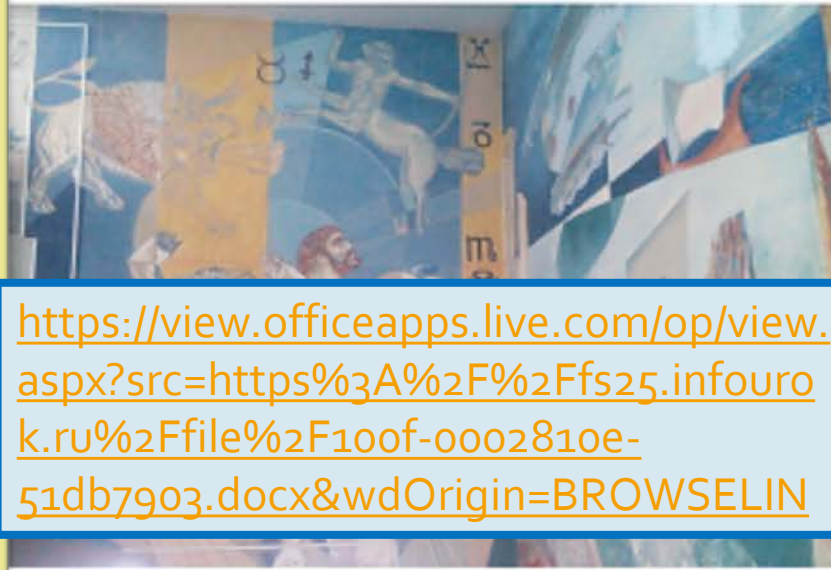 https://view.officeapps.live.com/op/view.
aspx?src=https%3A%2F%2Ffs25.infouro
k.ru%2Ffile%2F100f-0002810e-
51db7903.docx&wdOrigin=BROWSELIN